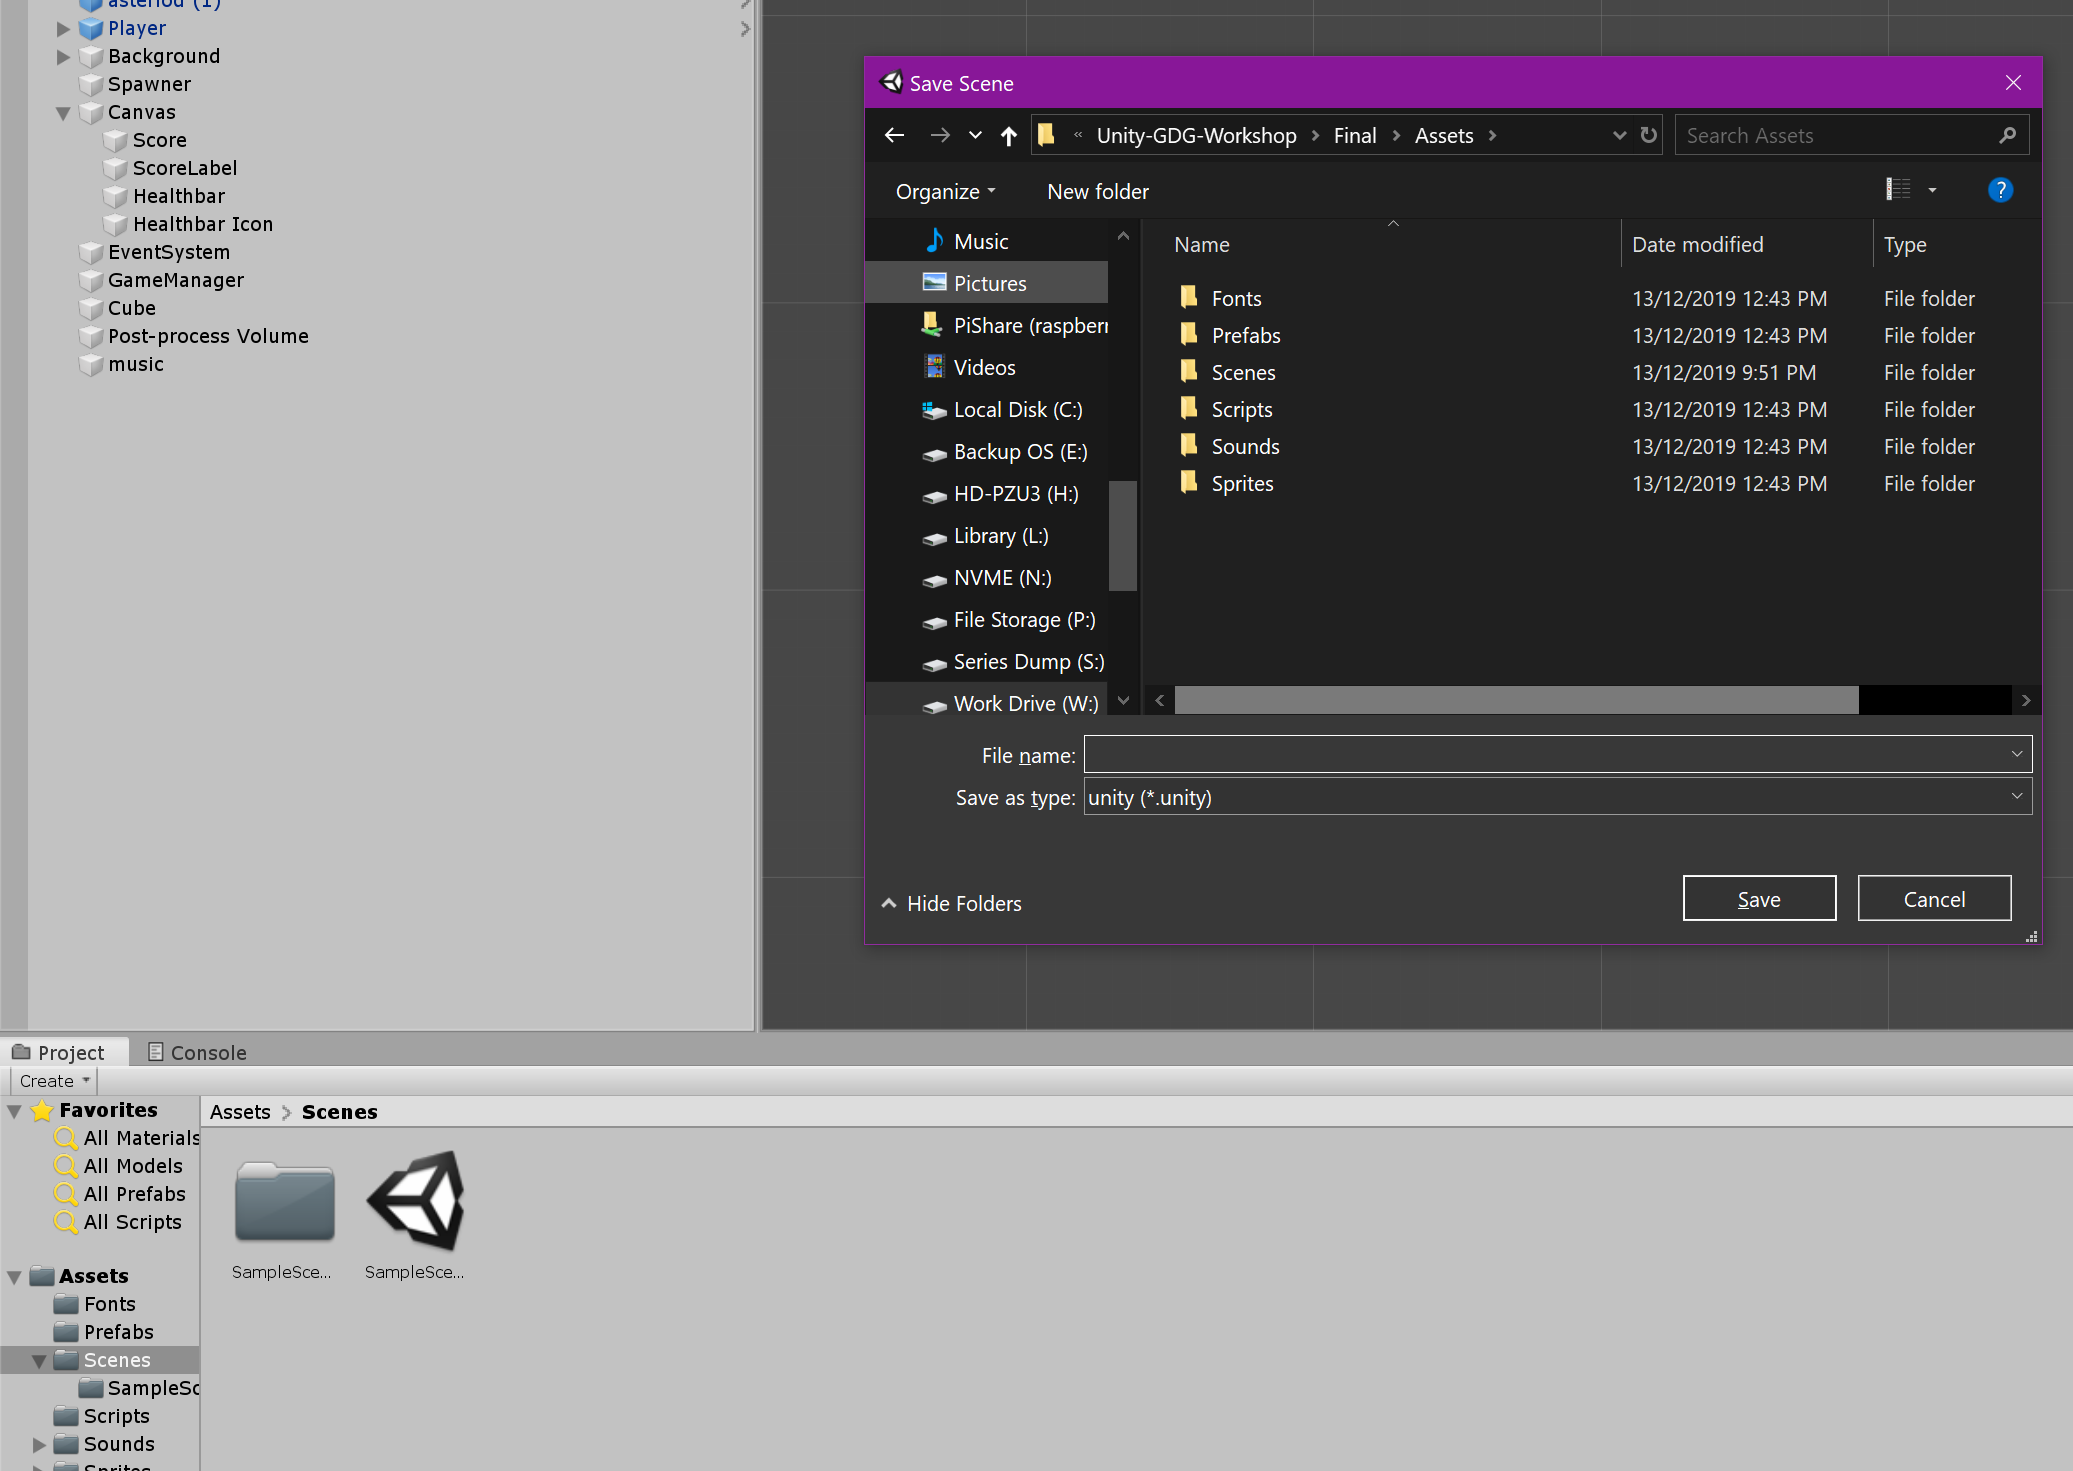 asteriod (1)
Player
Background
Spawner
Canvas
Score
ScoreLabel
Healthbar
Healthbar Icon
EventSystem
GameManager
Cube
Post-process Volume
music
Save Scene
« Unity-GDG-Workshop > Final > Assets >
Search Assets
Organize
New folder
?
Music
Pictures
PiShare (raspberr
Videos
Local Disk (C:)
Backup OS (E:)
HD-PZU3 (H:)
Library (L:)
NVME (N:)
File Storage (P:)
Series Dump (S:)
Work Drive (W:)
Name Date modified Type
Fonts 13/12/2019 12:43 PM File folder
Prefabs 13/12/2019 12:43 PM File folder
Scenes 13/12/2019 9:51 PM File folder
Scripts 13/12/2019 12:43 PM File folder
Sounds 13/12/2019 12:43 PM File folder
Sprites 13/12/2019 12:43 PM File folder
File name:
Save as type: unity (*.unity)
Hide Folders
Save
Cancel
Project
Console
Create
Favorites
All Materials
All Models
All Prefabs
All Scripts
Assets
Fonts
Prefabs
Scenes
SampleSc
Scripts
Sounds
Sprites
Assets > Scenes
SampleSce...
SampleSce...